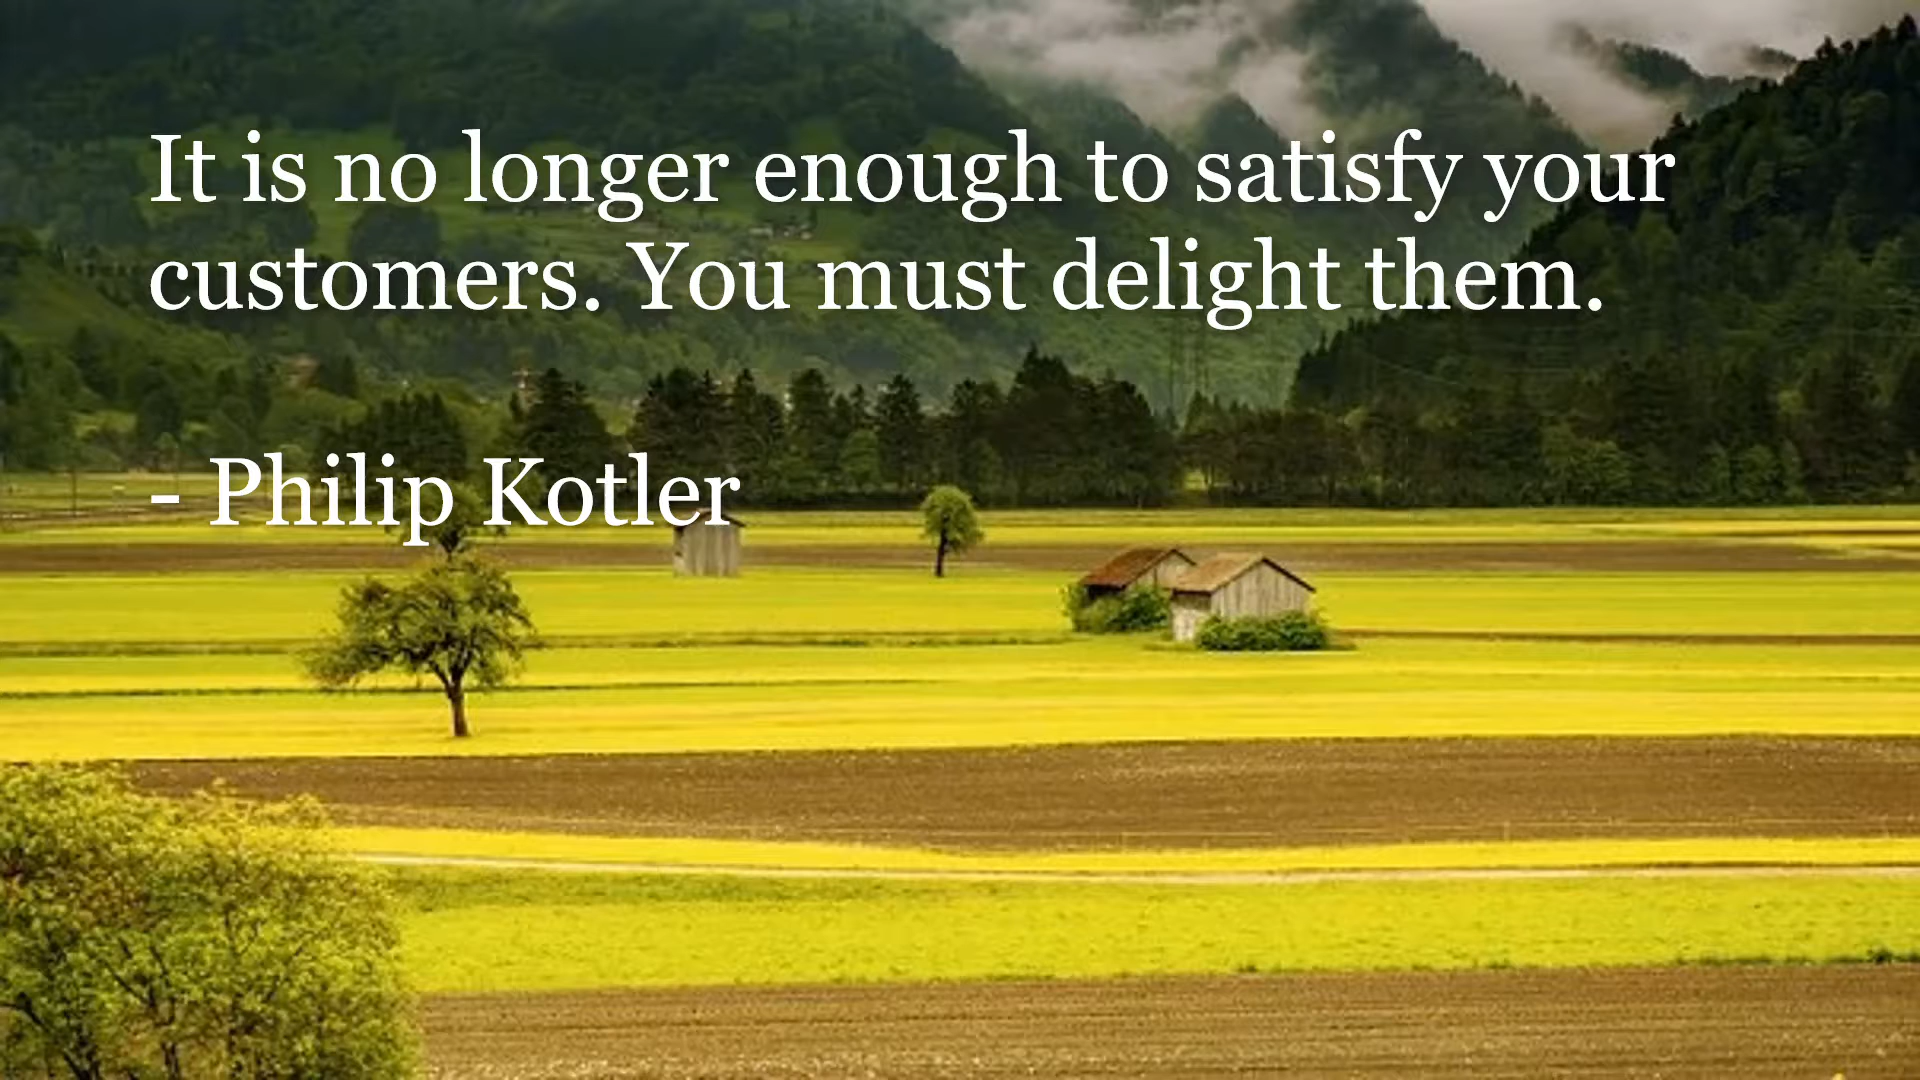 It is no longer enough to satisfy your
customers. You must delight them.
- Philip Kotler